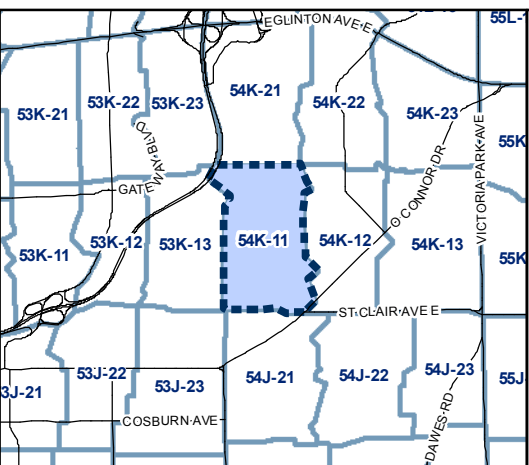 EGLINTON AVE E
55L-1
53K-21
53K-22
53K-23
54K-21
54K-22
54K-23
55K
GATEWAY BLVD
O CONNOR DR
VICTORIA PARK AVE
53K-11
53K-12
53K-13
54K-11
54K-12
54K-13
55K
ST CLAIR AVE E
3J-21
53J-22
53J-23
54J-21
54J-22
54J-23
55J
COSBURN AVE
DAWES RD